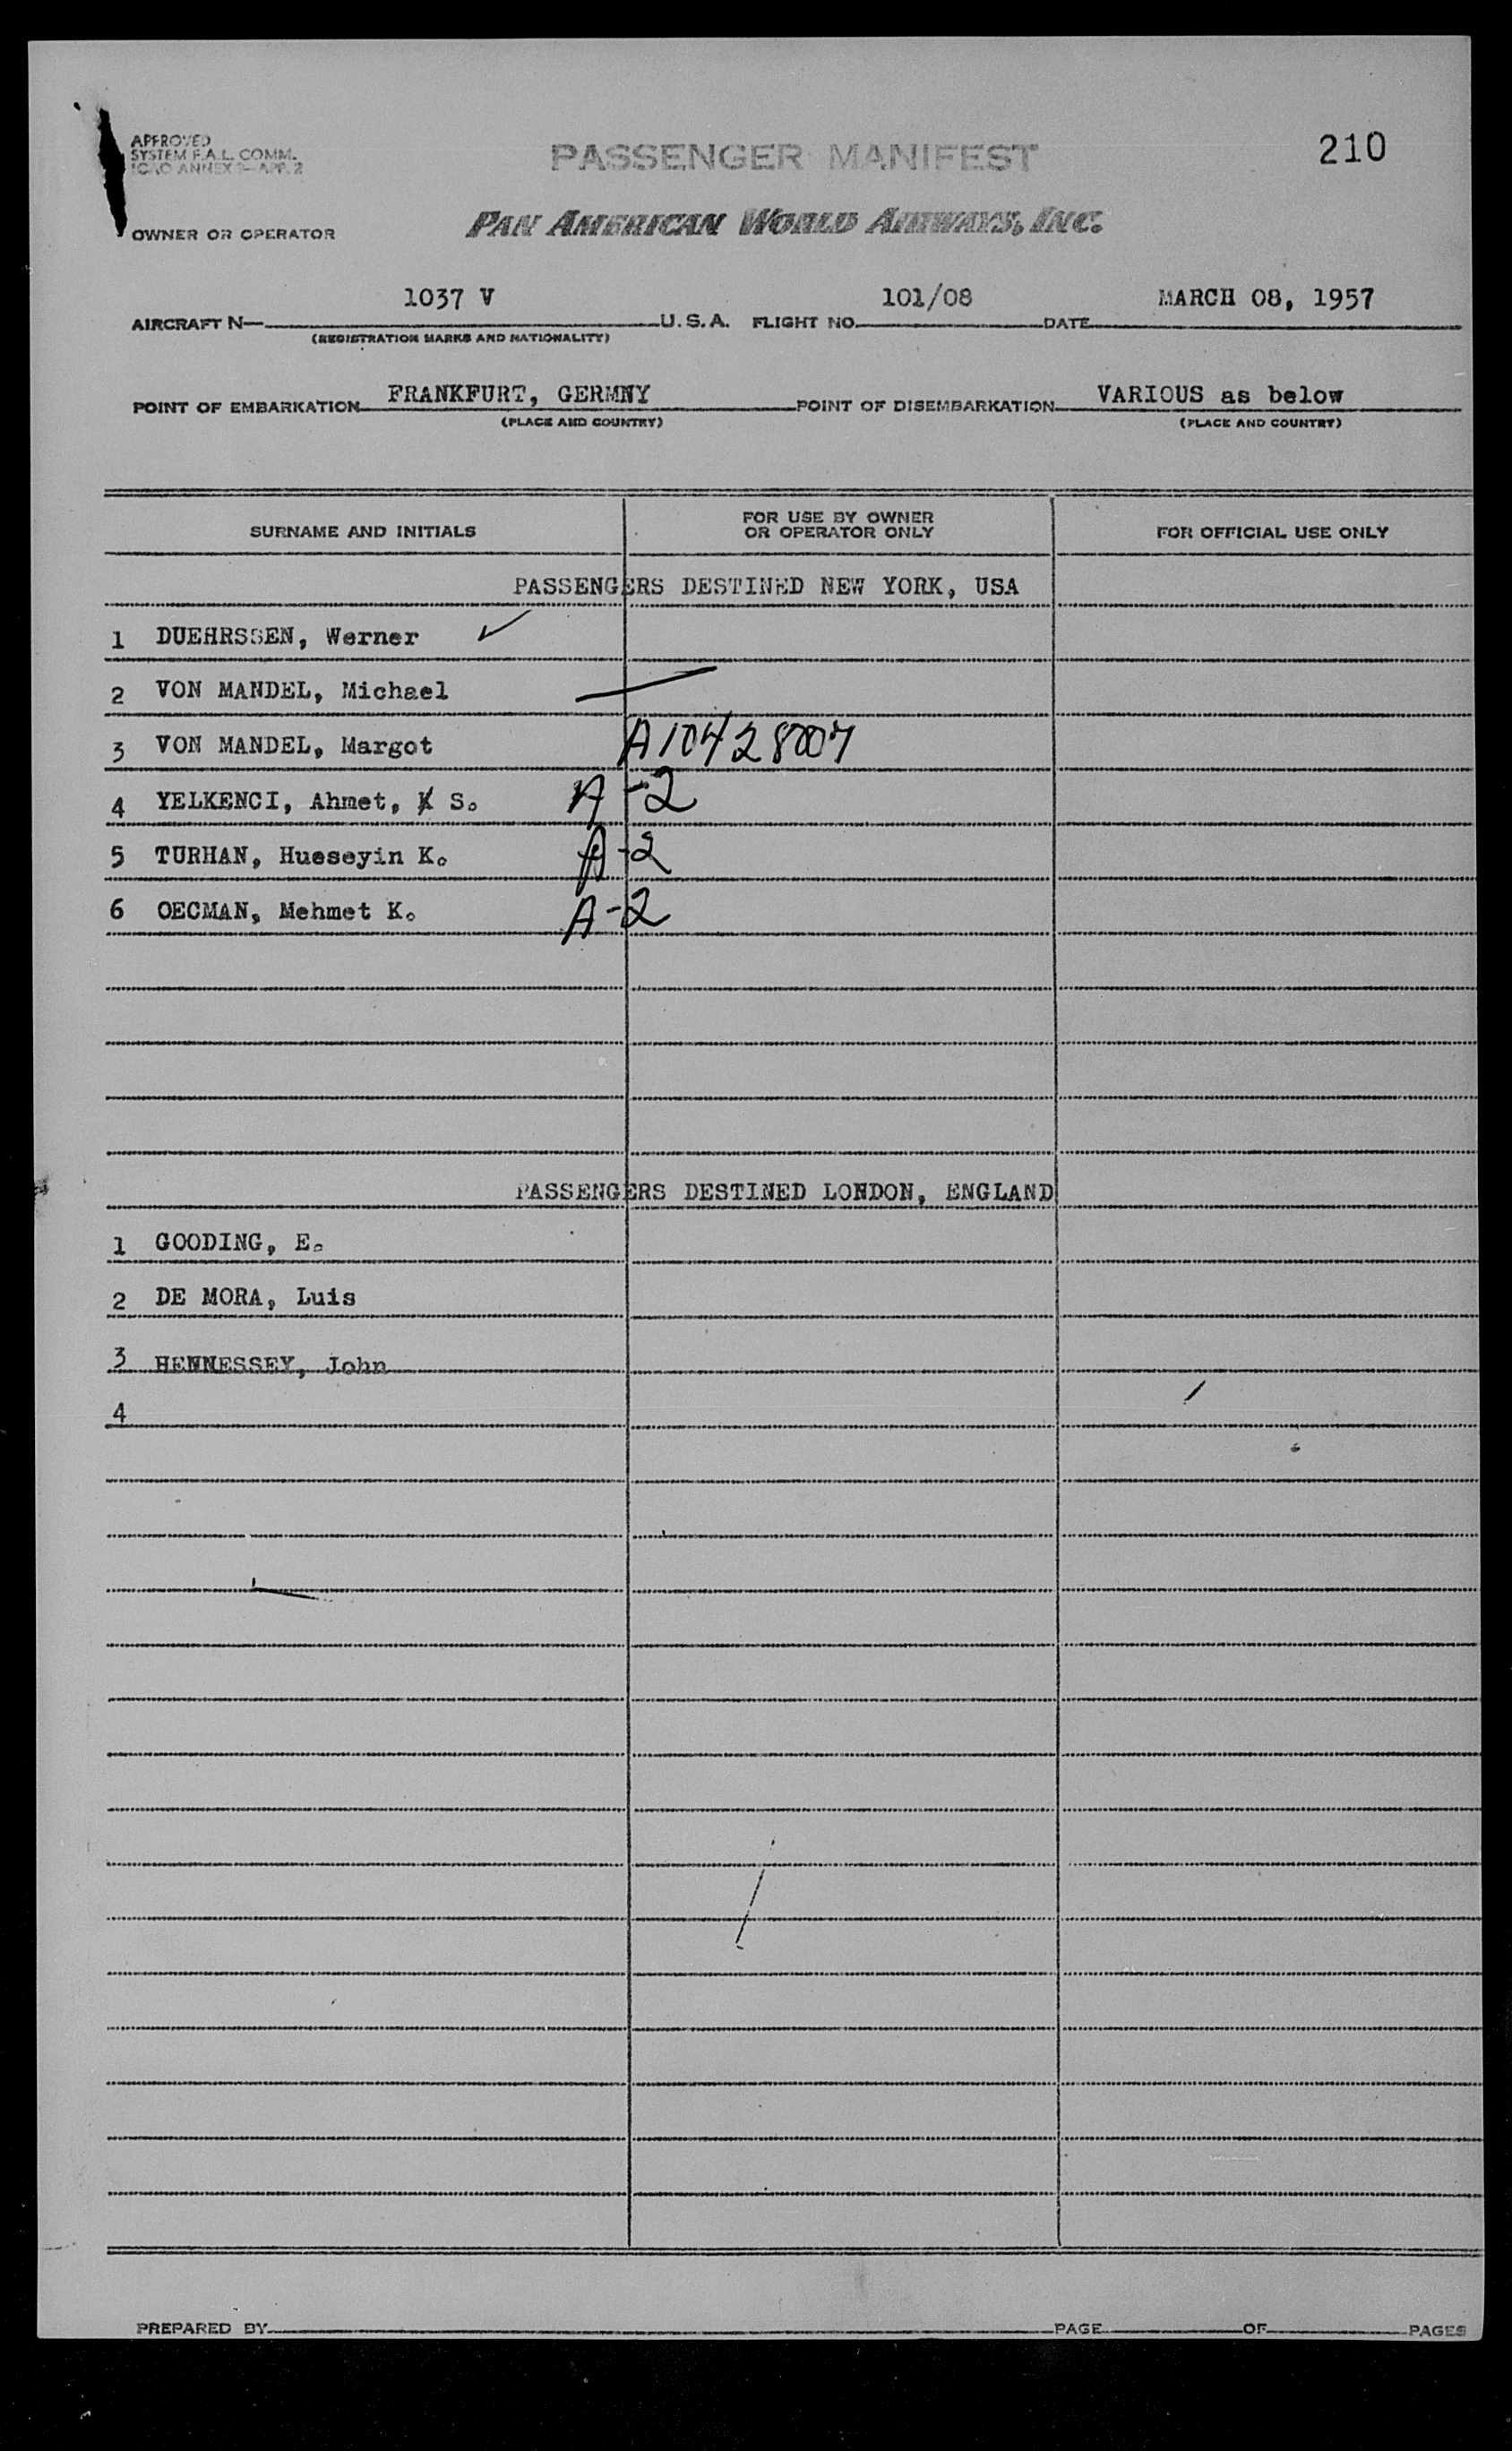 APPROVED
SYSTEM F.A.L. COMM.
ICAO ANNEX 9—APP. 2
PASSENGER MANIFEST
210
OWNER OR OPERATOR
PAN AMERICAN WORLD AIRWAYS, INC.
AIRCRAFT N— 1037 V U.S.A. FLIGHT NO. 101/08 DATE MARCH 08, 1957
(REGISTRATION MARKS AND NATIONALITY)
POINT OF EMBARKATION FRANKFURT, GERMNY POINT OF DISEMBARKATION VARIOUS as below
(PLACE AND COUNTRY) (PLACE AND COUNTRY)
SURNAME AND INITIALS
FOR USE BY OWNER
OR OPERATOR ONLY
FOR OFFICIAL USE ONLY
PASSENGERS DESTINED NEW YORK, USA
1 DUEHRSSEN, Werner ✓
2 VON MANDEL, Michael
3 VON MANDEL, Margot A10428007
4 YELKENCI, Ahmet, K S. A-2
5 TURHAN, Hueseyin K. A-2
6 OECMAN, Mehmet K. A-2
PASSENGERS DESTINED LONDON, ENGLAND
1 GOODING, E.
2 DE MORA, Luis
3 HENNESSEY, John
4
PREPARED BY PAGE OF PAGES